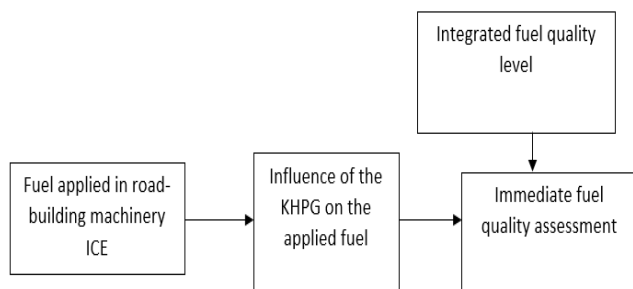 Integrated fuel quality
level
Fuel applied in road-
building machinery
ICE
Influence of the
KHPG on the
applied fuel
Immediate fuel
quality assessment